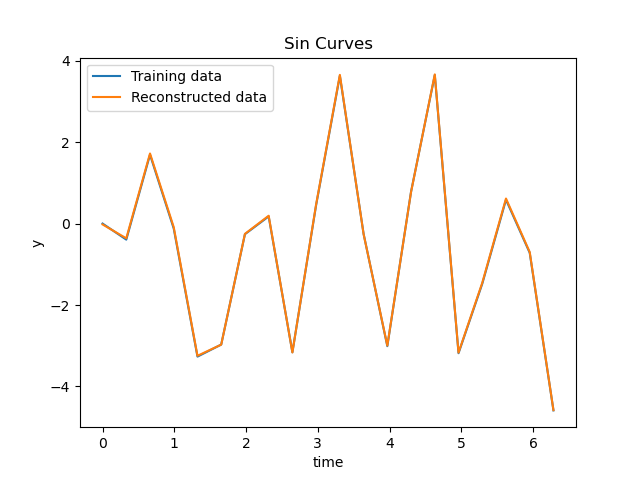 Sin Curves
Training data
Reconstructed data
4
2
0
−2
−4
y
0 1 2 3 4 5 6
time